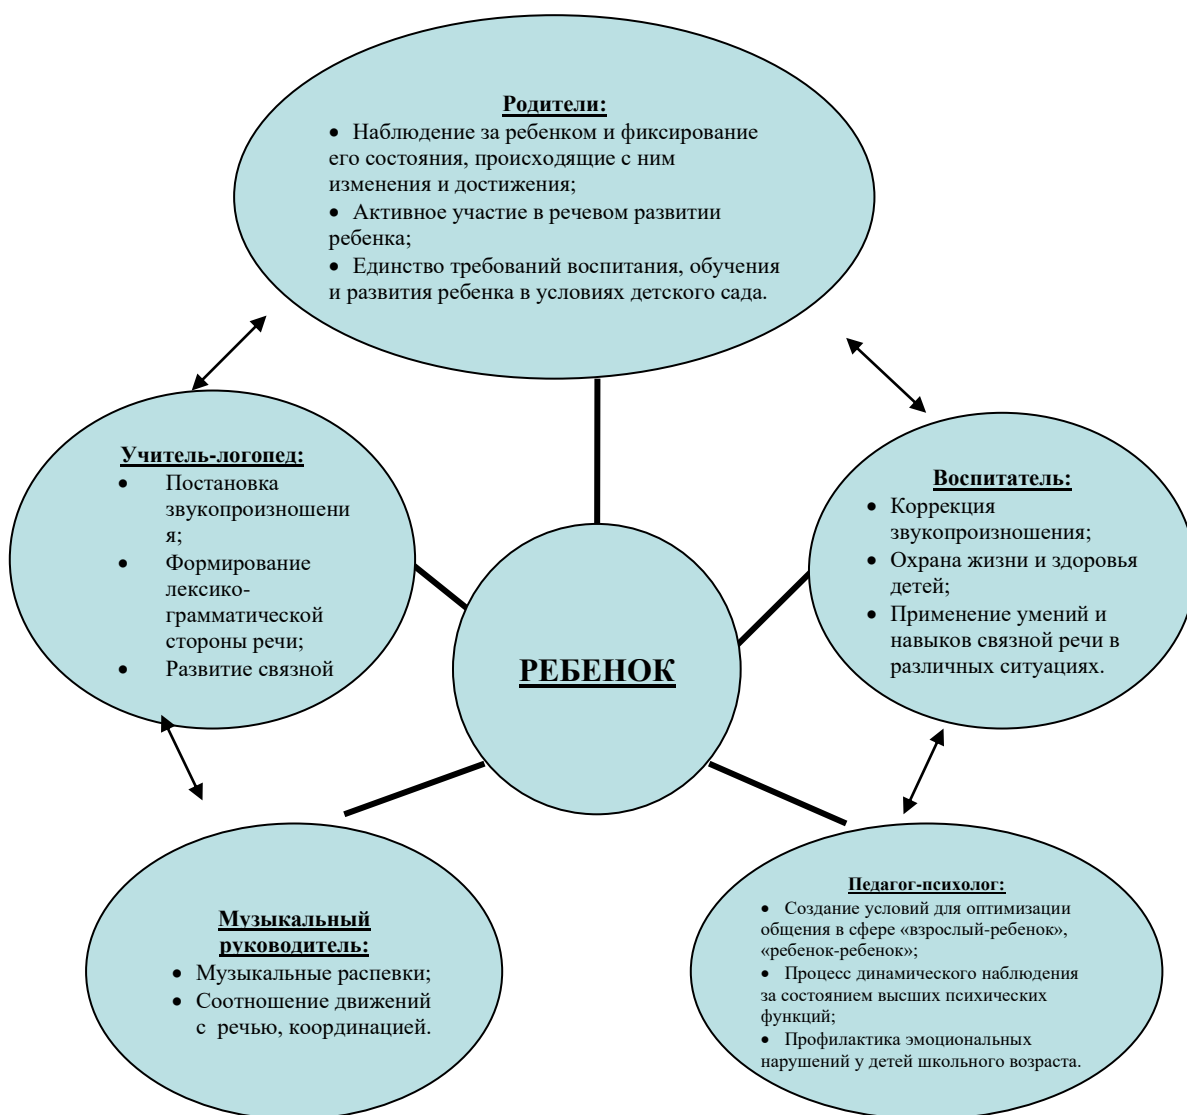 Родители:
• Наблюдение за ребенком и фиксирование
его состояния, происходящие с ним
изменения и достижения;
• Активное участие в речевом развитии
ребенка;
• Единство требований воспитания, обучения
и развития ребенка в условиях детского сада.
Учитель-логопед:
• Постановка
звукопроизношени
я;
• Формирование
лексико-
грамматической
стороны речи;
• Развитие связной
Воспитатель:
• Коррекция
звукопроизношения;
• Охрана жизни и здоровья
детей;
• Применение умений и
навыков связной речи в
различных ситуациях.
РЕБЕНОК
Музыкальный
руководитель:
• Музыкальные распевки;
• Соотношение движений
с речью, координацией.
Педагог-психолог:
• Создание условий для оптимизации
общения в сфере «взрослый-ребенок»,
«ребенок-ребенок»;
• Процесс динамического наблюдения
за состоянием высших психических
функций;
• Профилактика эмоциональных
нарушений у детей школьного возраста.